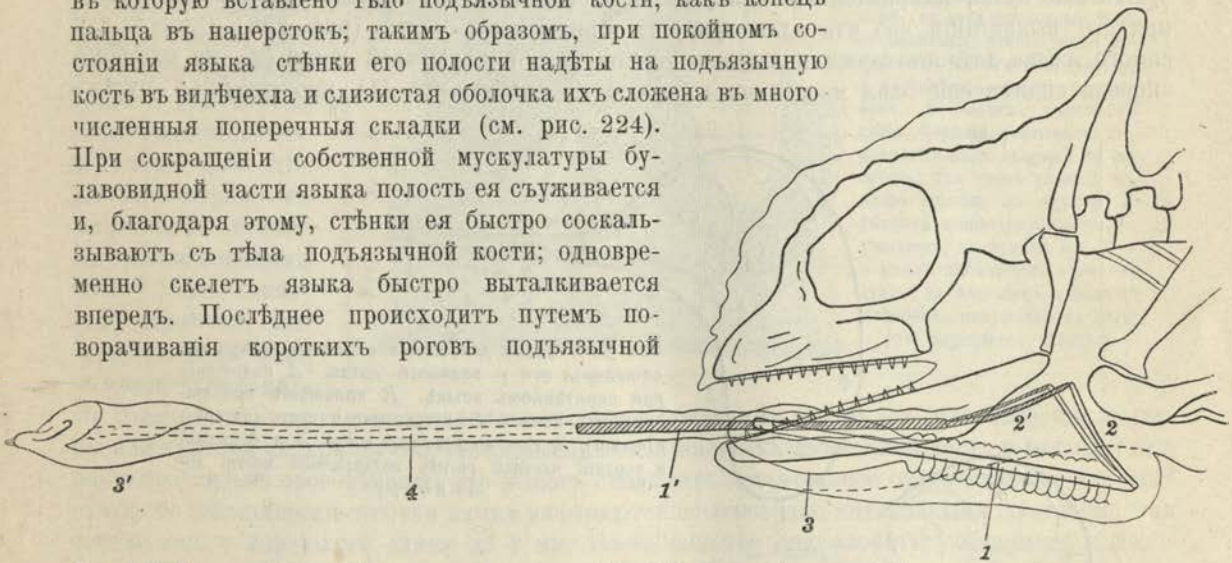 въ которую вставлено тѣло подъязычной кости, какъ конецъ
пальца въ наперстокъ; такимъ образомъ, при покойномъ со-
стояніи языка стѣнки его полости надѣты на подъязычную
кость въ видѣчехла и слизистая оболочка ихъ сложена въ много
численныя поперечныя складки (см. рис. 224).
При сокращеніи собственной мускулатуры бу-
лавовидной части языка полость ея съуживается
и, благодаря этому, стѣнки ея быстро соскаль-
зываютъ съ тѣла подъязычной кости; одновре-
менно скелетъ языка быстро выталкивается
впередъ. Послѣднее происходитъ путемъ по-
ворачиванія короткихъ роговъ подъязычной
2' 2
3' 4 1'
3
1